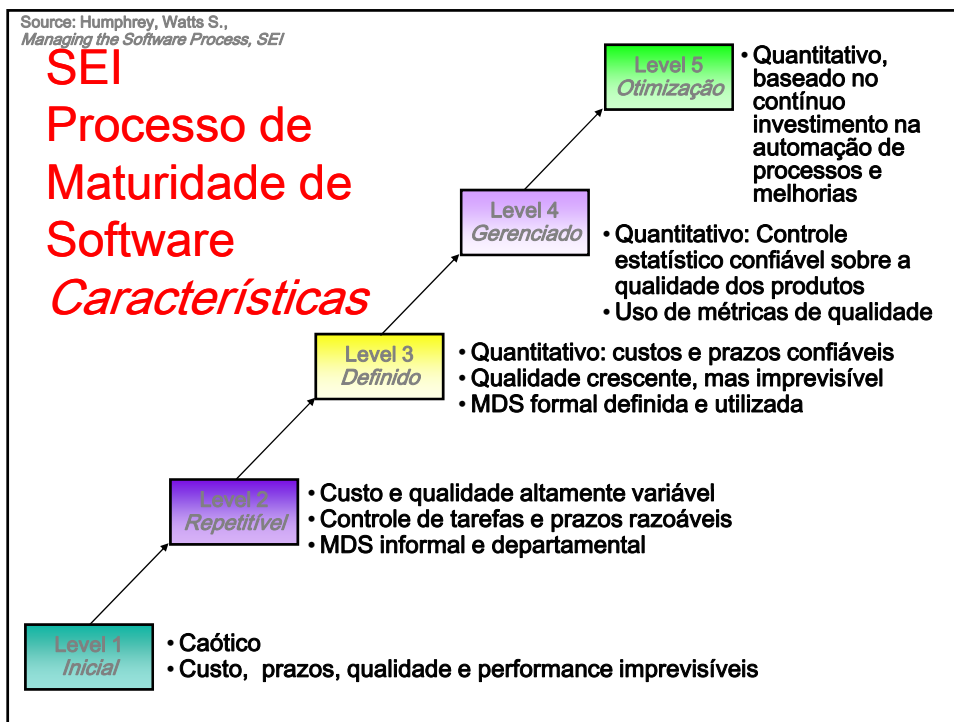 Source: Humphrey, Watts S.,
Managing the Software Process, SEI
SEI
Processo de
Maturidade de
Software
Características
Level 5
Otimização
• Quantitativo,
baseado no
contínuo
investimento na
automação de
processos e
melhorias
Level 4
Gerenciado
• Quantitativo: Controle
estatístico confiável sobre a
qualidade dos produtos
• Uso de métricas de qualidade
Level 3
Definido
• Quantitativo: custos e prazos confiáveis
• Qualidade crescente, mas imprevisível
• MDS formal definida e utilizada
Level 2
Repetitível
• Custo e qualidade altamente variável
• Controle de tarefas e prazos razoáveis
• MDS informal e departamental
Level 1
Inicial
• Caótico
• Custo,  prazos, qualidade e performance imprevisíveis